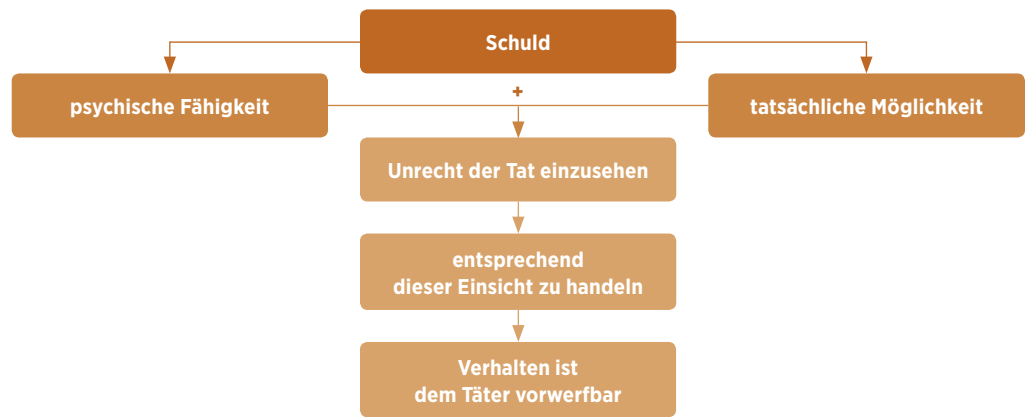 Schuld
psychische Fähigkeit
+
tatsächliche Möglichkeit
Unrecht der Tat einzusehen
entsprechend
dieser Einsicht zu handeln
Verhalten ist
dem Täter vorwerfbar